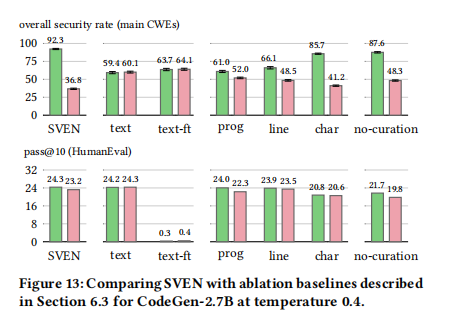 overall security rate (main CWEs)
100 92.3 36.8 59.4 60.1 63.7 64.1 61.0 52.0 66.1 48.5 85.7 41.2 87.6 48.3
75
50
25
0
SVEN text text-ft prog line char no-curation
pass@10 (HumanEval)
32
24 24.3 23.2 24.2 24.3 0.3 0.4 24.0 22.3 23.9 23.5 20.8 20.6 21.7 19.8
16
8
0
SVEN text text-ft prog line char no-curation
Figure 13: Comparing SVEN with ablation baselines described
in Section 6.3 for CodeGen-2.7B at temperature 0.4.